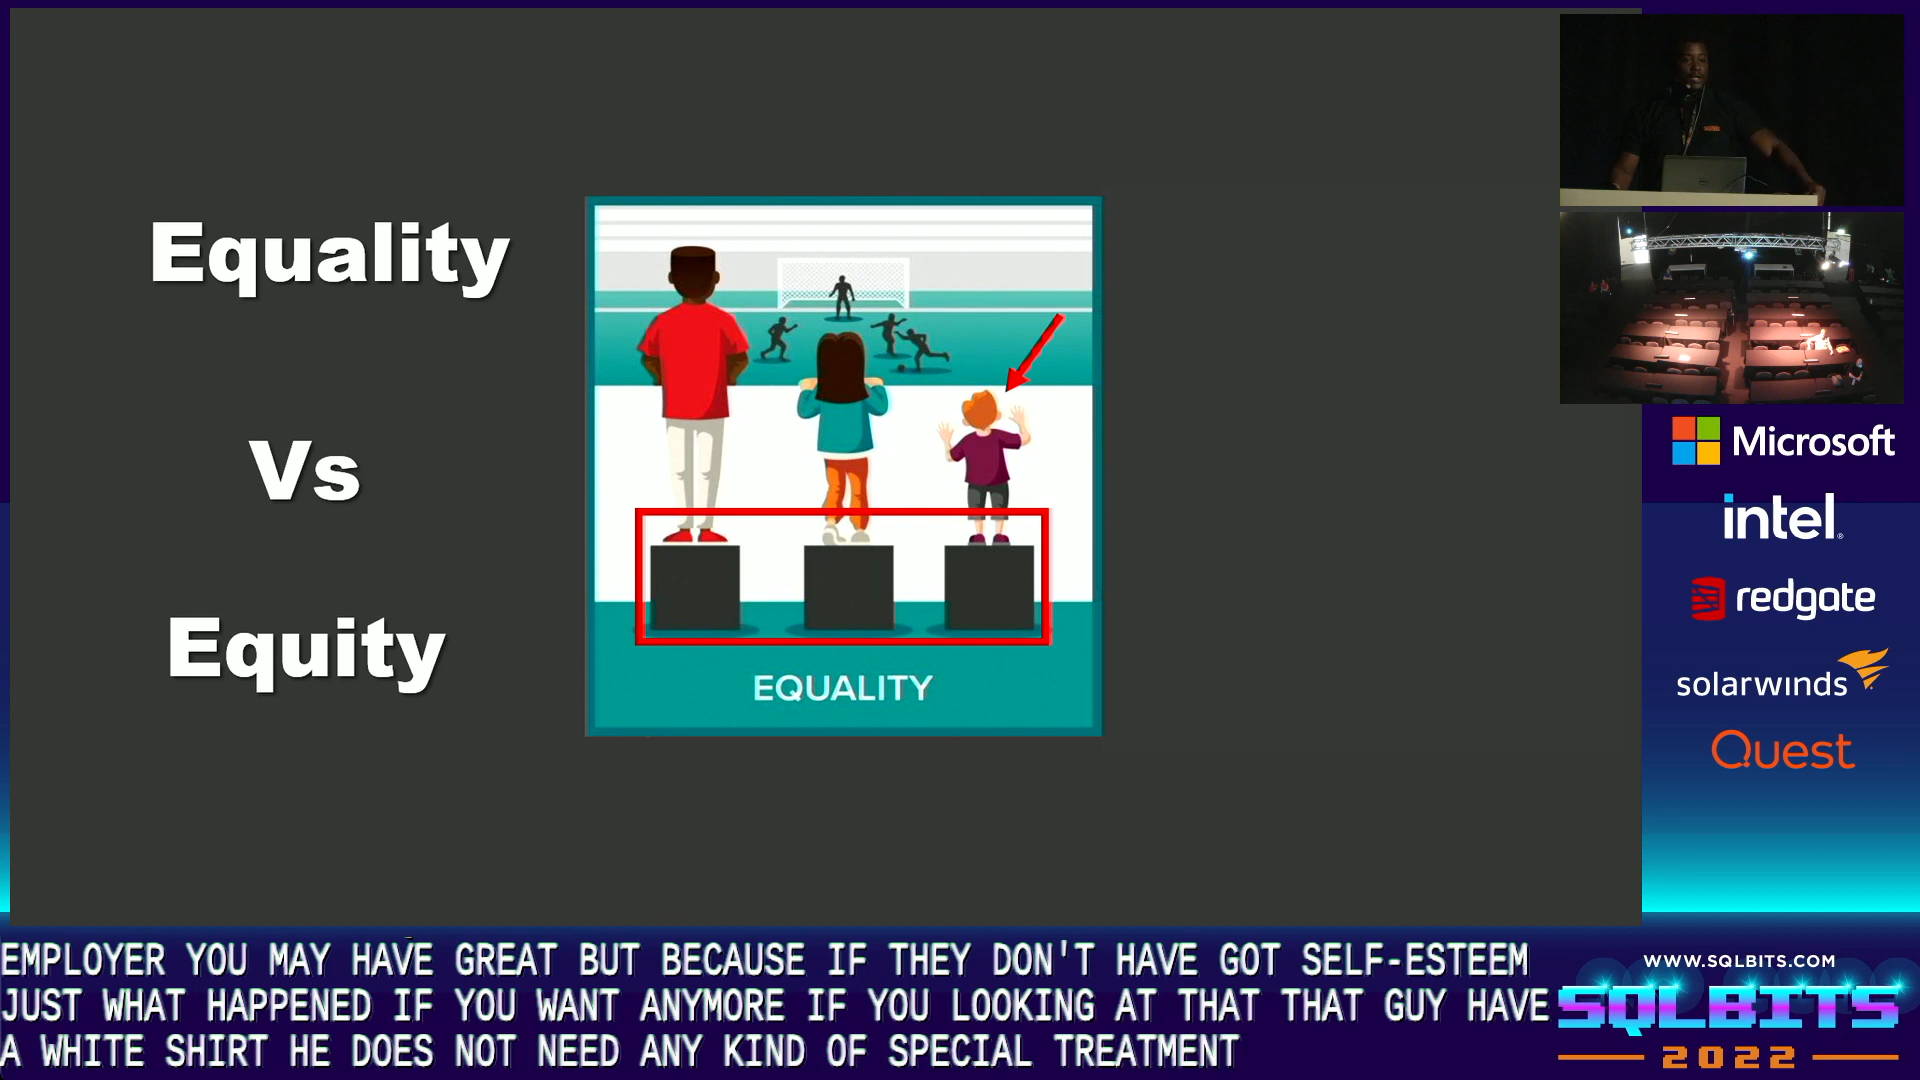 Equality
Vs
Equity
EQUALITY
Microsoft
intel
redgate
solarwinds
Quest
EMPLOYER YOU MAY HAVE GREAT BUT BECAUSE IF THEY DON'T HAVE GOT SELF-ESTEEM
JUST WHAT HAPPENED IF YOU WANT ANYMORE IF YOU LOOKING AT THAT THAT GUY HAVE
A WHITE SHIRT HE DOES NOT NEED ANY KIND OF SPECIAL TREATMENT
WWW.SQLBITS.COM
SQLBITS
2022